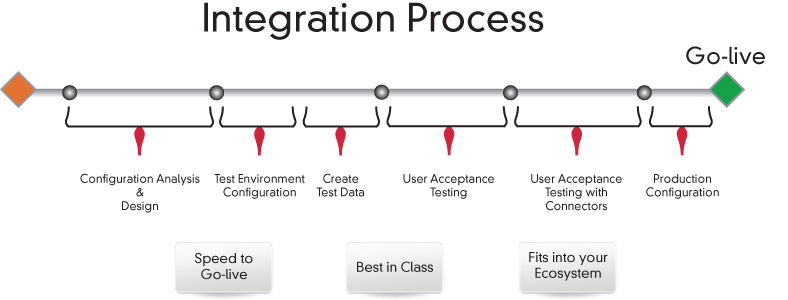 Integration Process
Go-live
Configuration Analysis
&
Design
Test Environment
Configuration
Create
Test Data
User Acceptance
Testing
User Acceptance
Testing with
Connectors
Production
Configuration
Speed to
Go-live
Best in Class
Fits into your
Ecosystem